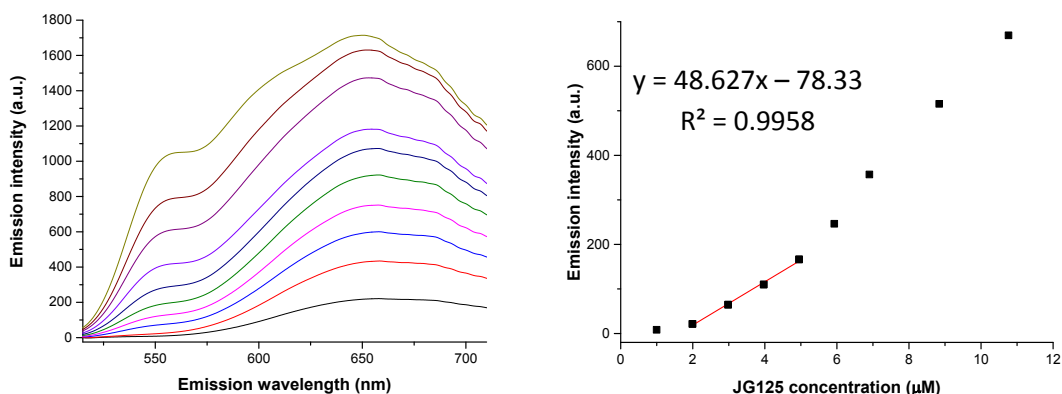 1800
1600
1400
1200
1000
800
600
400
200
0
Emission intensity (a.u.)
550 600 650 700
Emission wavelength (nm)
y = 48.627x – 78.33
R² = 0.9958
600
400
200
0
Emission intensity (a.u.)
0 2 4 6 8 10 12
JG125 concentration (μM)